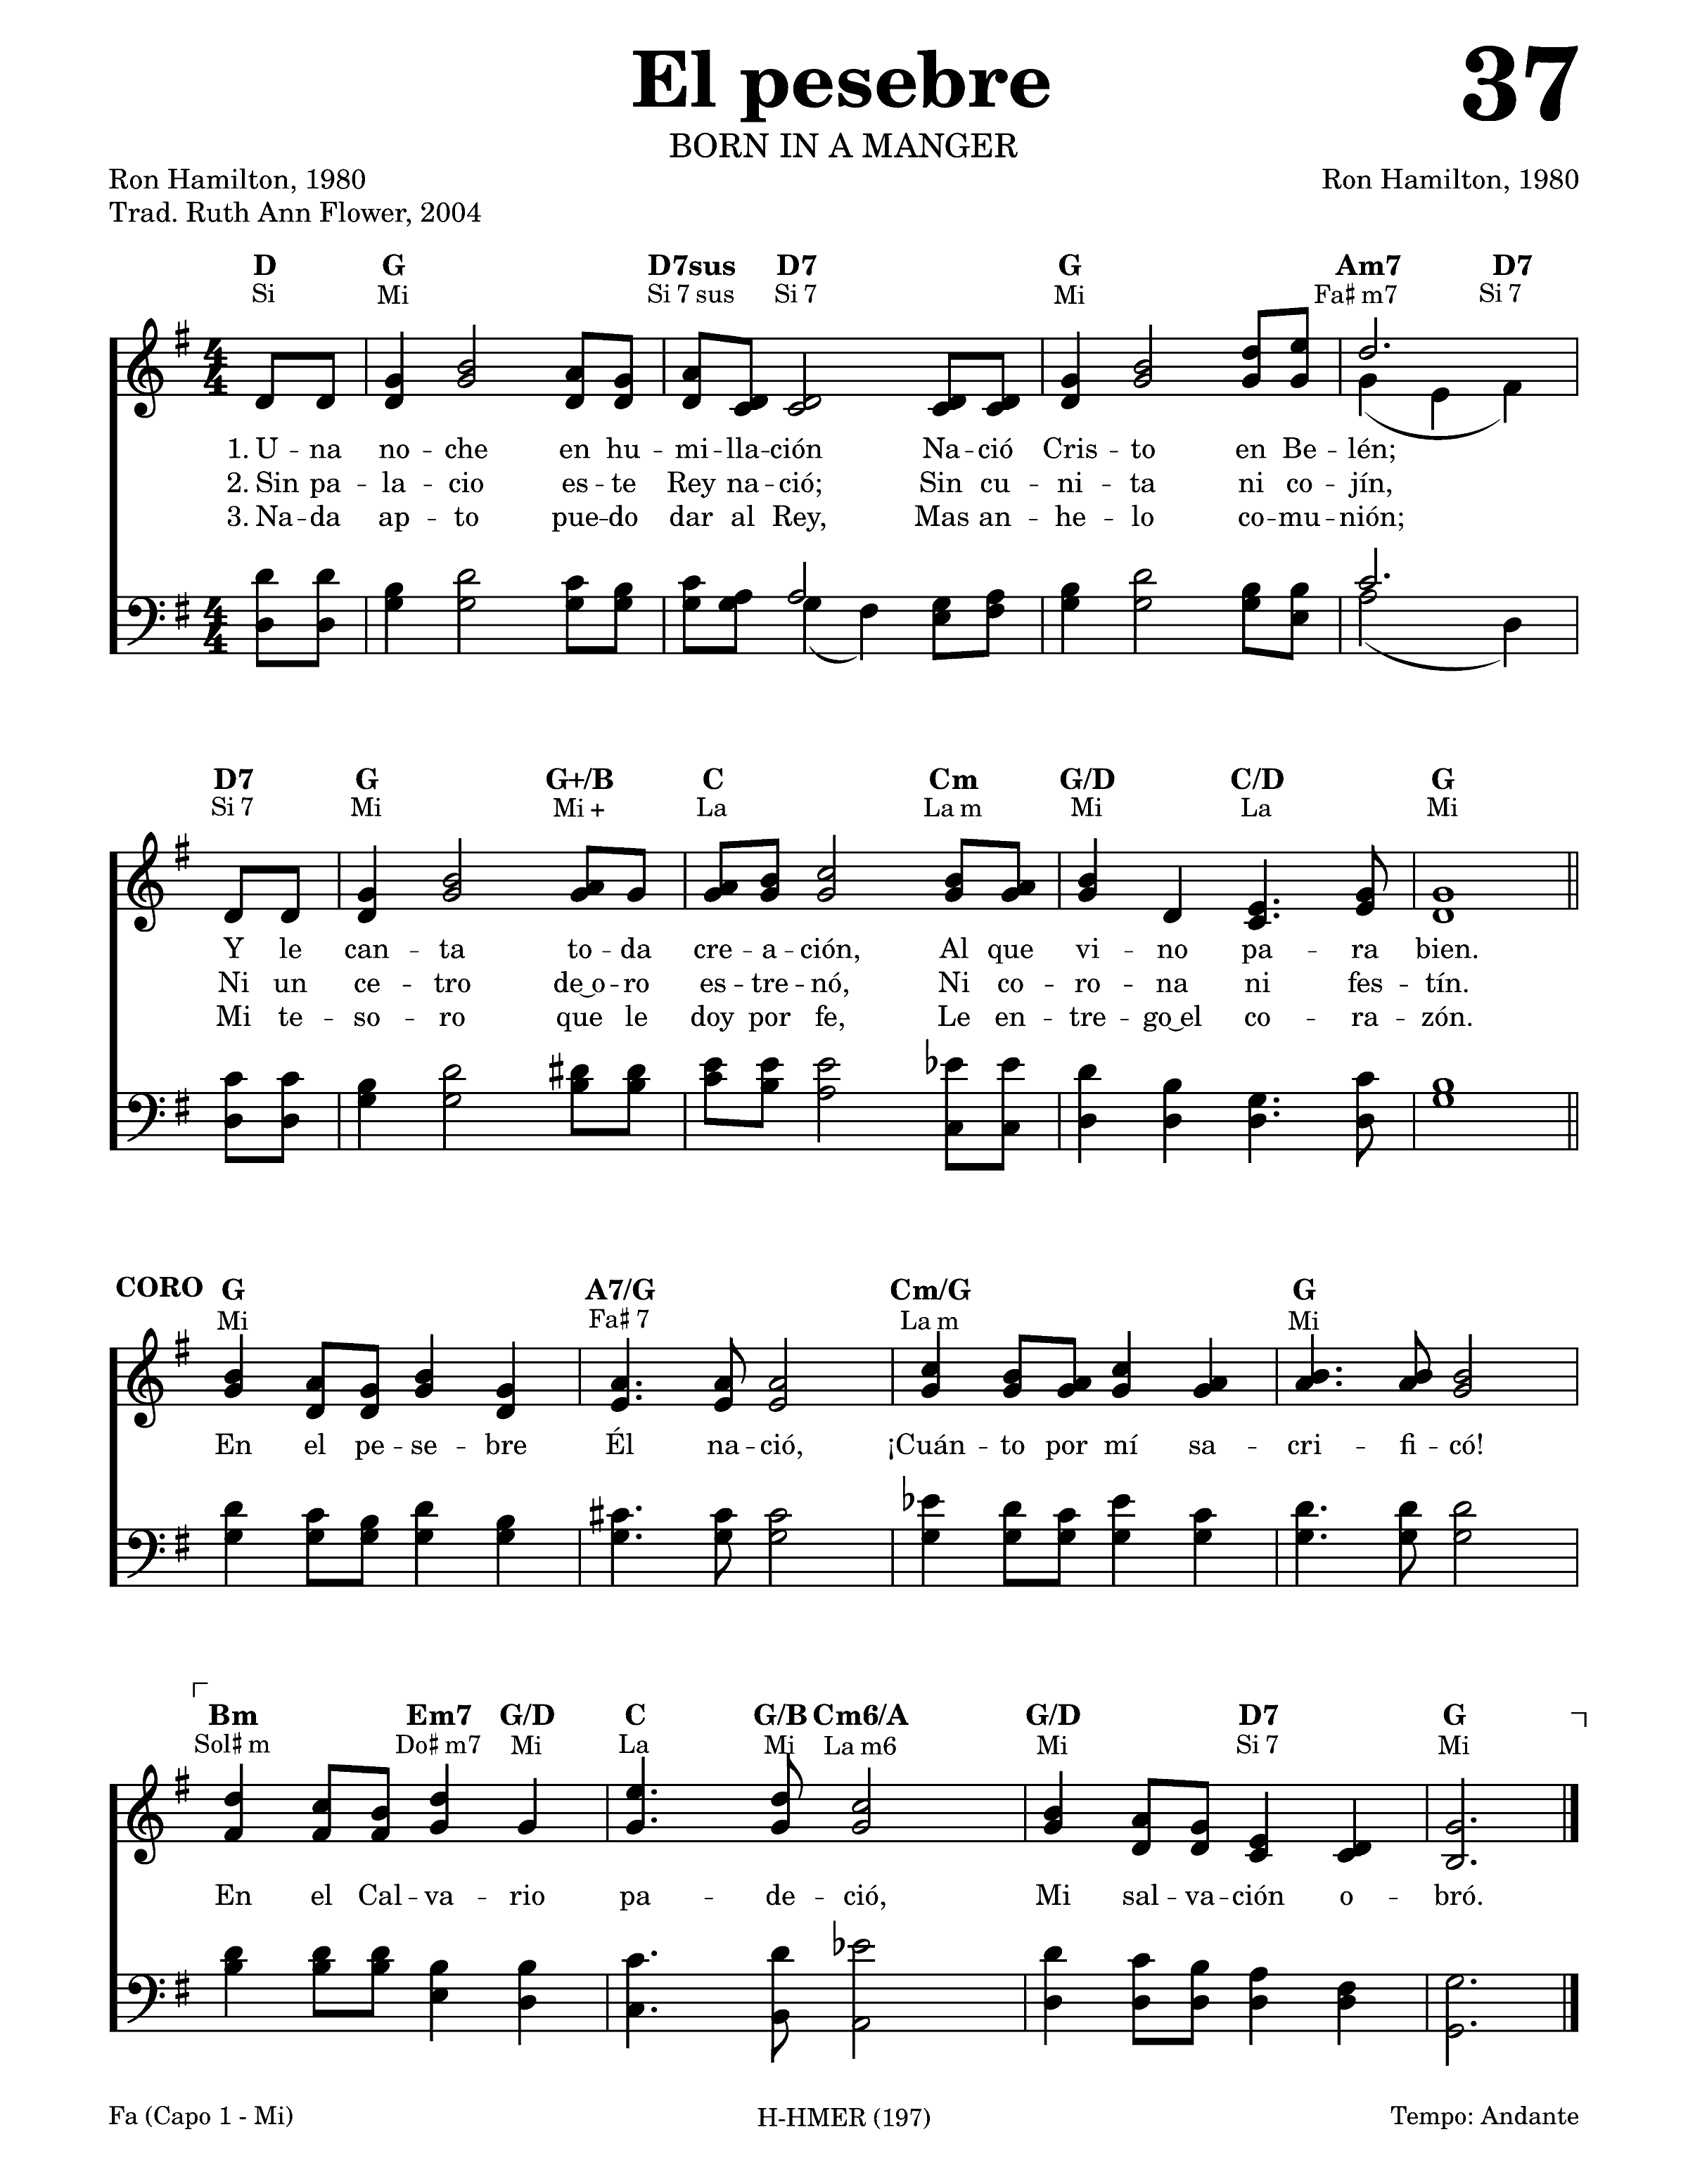 El pesebre
37
BORN IN A MANGER
Ron Hamilton, 1980
Ron Hamilton, 1980
Trad. Ruth Ann Flower, 2004
D G D7sus D7 G Am7 D7
Si Mi Si 7 sus Si 7 Mi Fa♯ m7 Si 7
1. U -- na no -- che en hu -- mi -- lla -- ción Na -- ció Cris -- to en Be -- lén;
2. Sin pa -- la -- cio es -- te Rey na -- ció; Sin cu -- ni -- ta ni co -- jín,
3. Na -- da ap -- to pue -- do dar al Rey, Mas an -- he -- lo co -- mu -- nión;
D7 G G+/B C Cm G/D C/D G
Si 7 Mi Mi + La La m Mi La Mi
Y le can -- ta to -- da cre -- a -- ción, Al que vi -- no pa -- ra bien.
Ni un ce -- tro de‿o -- ro es -- tre -- nó, Ni co -- ro -- na ni fes -- tín.
Mi te -- so -- ro que le doy por fe, Le en -- tre -- go‿el co -- ra -- zón.
CORO G A7/G Cm/G G
Mi Fa♯ 7 La m Mi
En el pe -- se -- bre Él na -- ció, ¡Cuán -- to por mí sa -- cri -- fi -- có!
Bm Em7 G/D C G/B Cm6/A G/D D7 G
Sol♯ m Do♯ m7 Mi La Mi La m6 Mi Si 7 Mi
En el Cal -- va -- rio pa -- de -- ció, Mi sal -- va -- ción o -- bró.
Fa (Capo 1 - Mi)
H-HMER (197)
Tempo: Andante